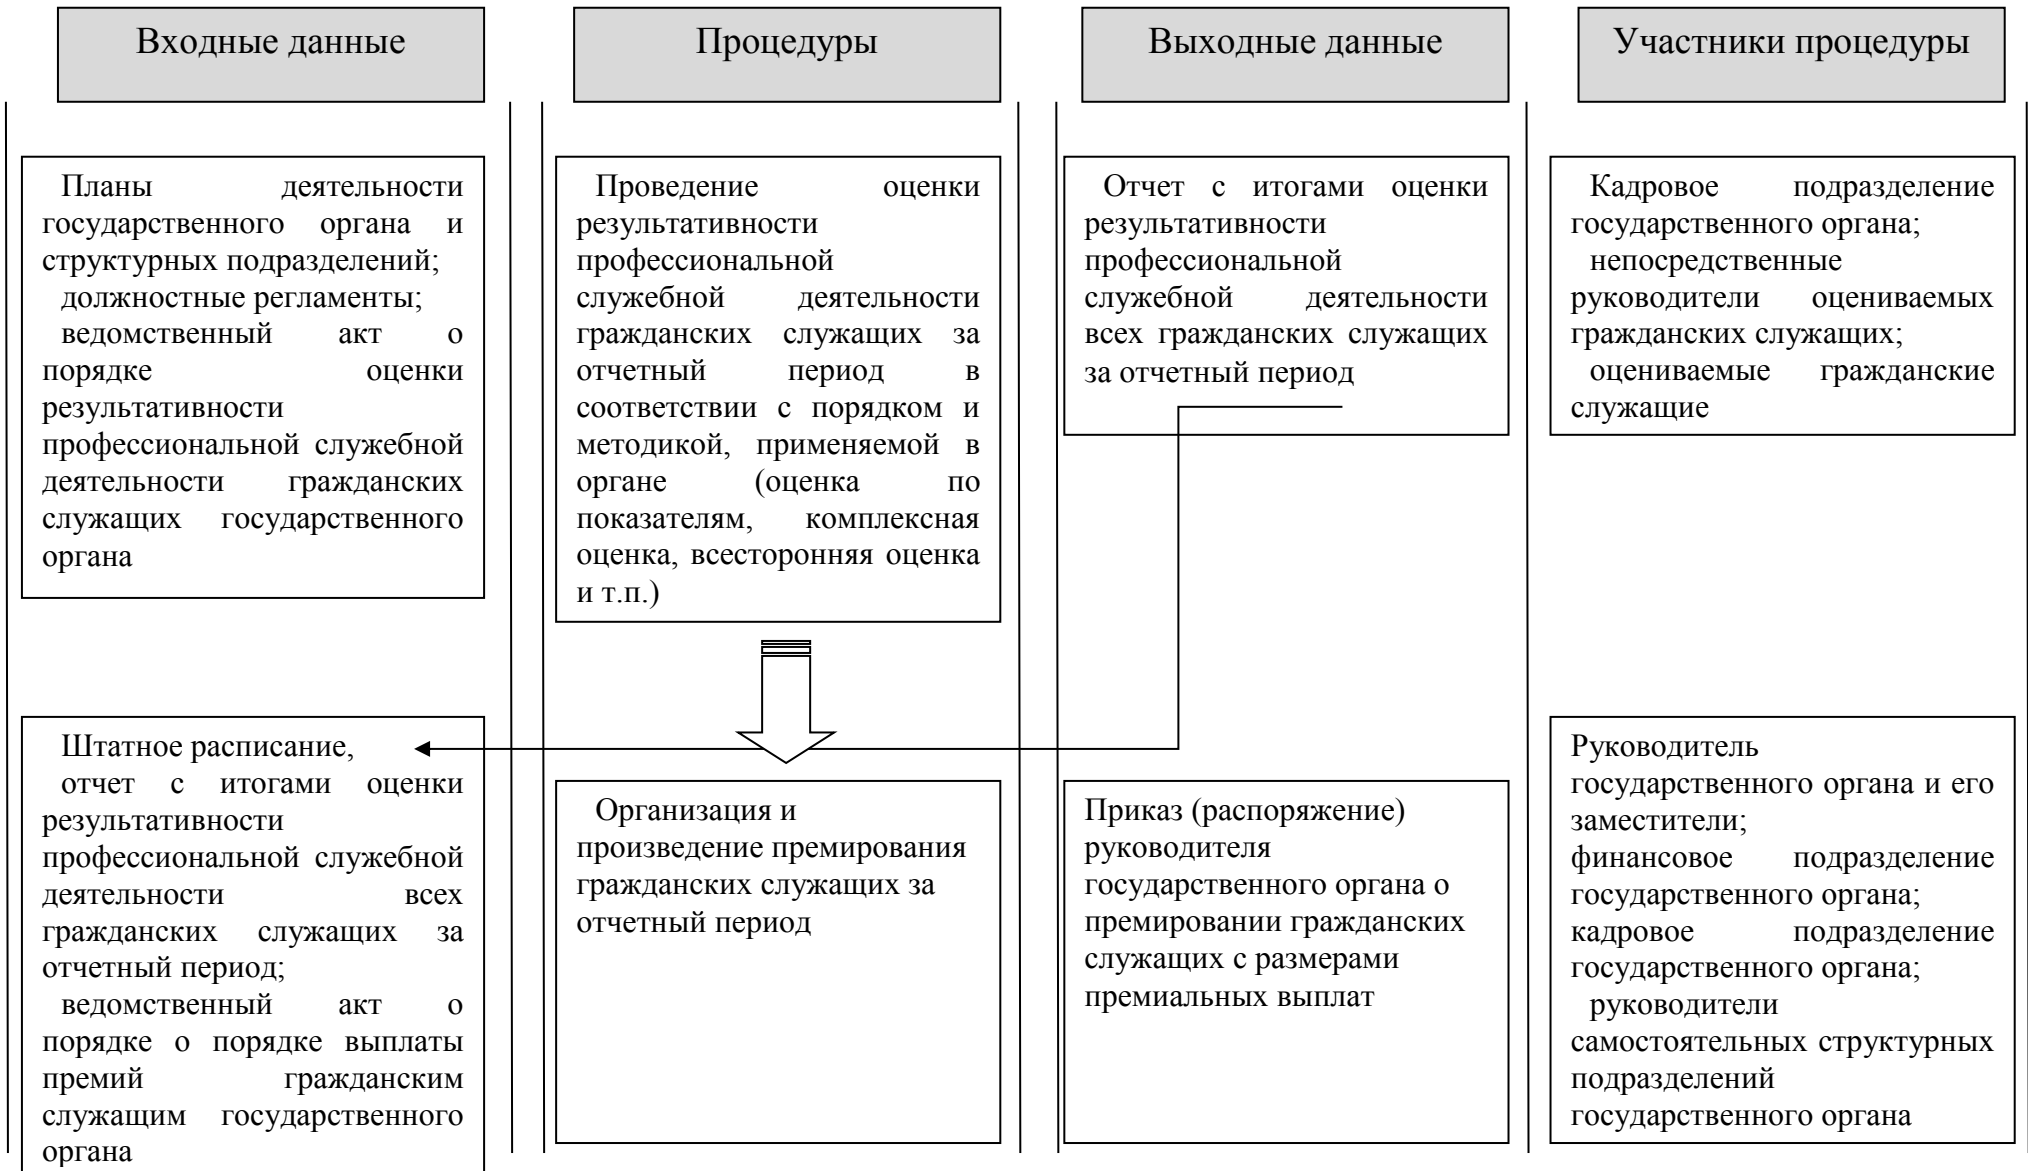 Входные данные
Процедуры
Выходные данные
Участники процедуры
Планы деятельности
государственного органа и
структурных подразделений;
должностные регламенты;
ведомственный акт о
порядке оценки
результативности
профессиональной служебной
деятельности гражданских
служащих государственного
органа
Проведение оценки
результативности
профессиональной
служебной деятельности
гражданских служащих за
отчетный период в
соответствии с порядком и
методикой, применяемой в
органе (оценка по
показателям, комплексная
оценка, всесторонняя оценка
и т.п.)
Отчет с итогами оценки
результативности
профессиональной
служебной деятельности
всех гражданских служащих
за отчетный период
Кадровое подразделение
государственного органа;
непосредственные
руководители оцениваемых
гражданских служащих;
оцениваемые гражданские
служащие
Штатное расписание,
отчет с итогами оценки
результативности
профессиональной служебной
деятельности всех
гражданских служащих за
отчетный период;
ведомственный акт о
порядке о порядке выплаты
премий гражданским
служащим государственного
органа
Организация и
произведение премирования
гражданских служащих за
отчетный период
Приказ (распоряжение)
руководителя
государственного органа о
премировании гражданских
служащих с размерами
премиальных выплат
Руководитель
государственного органа и его
заместители;
финансовое подразделение
государственного органа;
кадровое подразделение
государственного органа;
руководители
самостоятельных структурных
подразделений
государственного органа